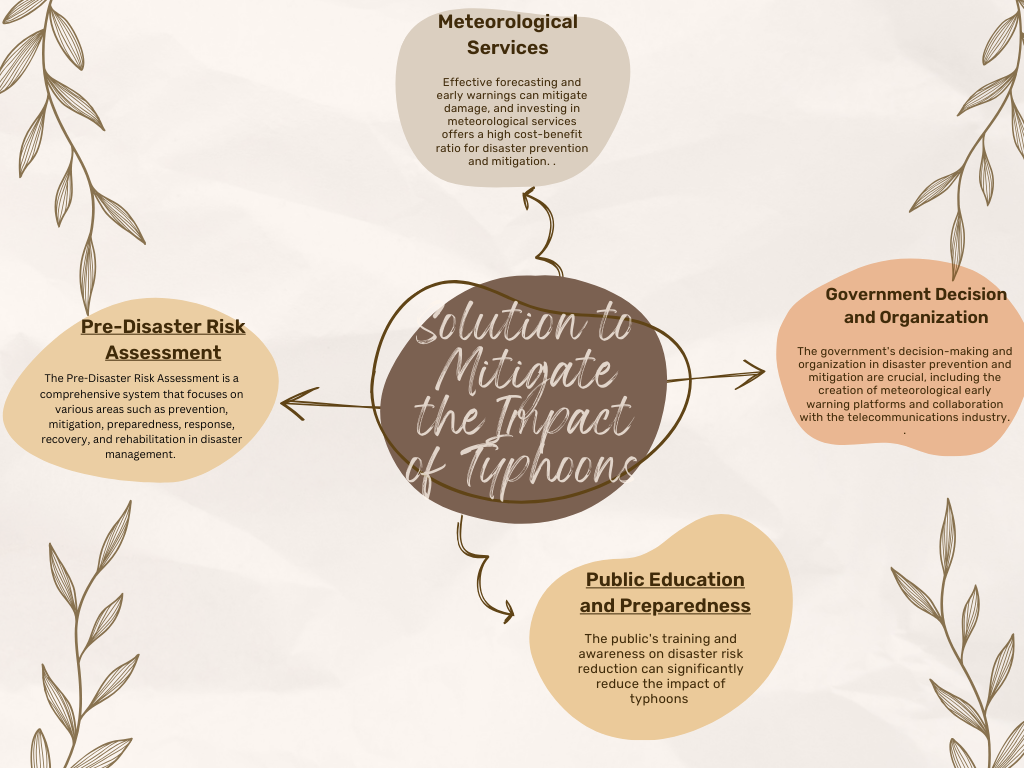 Meteorological
Services
Effective forecasting and
early warnings can mitigate
damage, and investing in
meteorological services
offers a high cost-benefit
ratio for disaster prevention
and mitigation. .
Solution to
Mitigate
the Impact
of Typhoons
Pre-Disaster Risk
Assessment
The Pre-Disaster Risk Assessment is a
comprehensive system that focuses on
various areas such as prevention,
mitigation, preparedness, response,
recovery, and rehabilitation in disaster
management.
Government Decision
and Organization
The government's decision-making and
organization in disaster prevention and
mitigation are crucial, including the
creation of meteorological early
warning platforms and collaboration
with the telecommunications industry.
.
Public Education
and Preparedness
The public's training and
awareness on disaster risk
reduction can significantly
reduce the impact of
typhoons